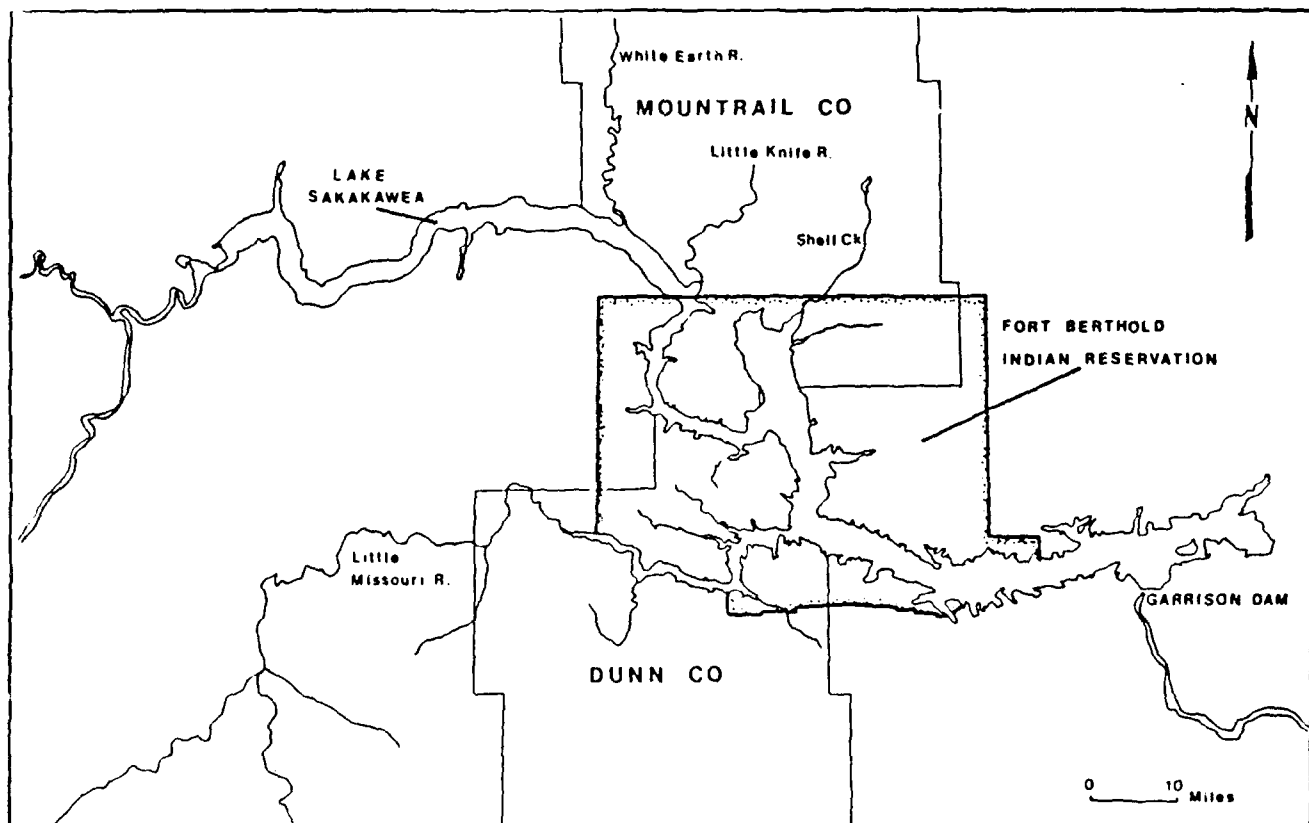 White Earth R.
MOUNTRAIL CO
N
Little Knife R.
LAKE
SAKAKAWEA
Shell Ck
FORT BERTHOLD
INDIAN RESERVATION
Little
Missouri R.
GARRISON DAM
DUNN CO
0 10 Miles